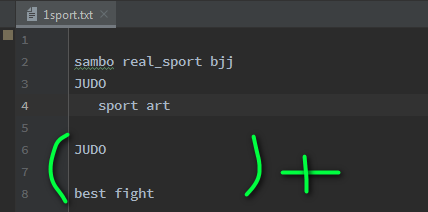 1sport.txt
1
2 sambo real_sport bjj
3 JUDO
4 sport art
5
6 JUDO
7
8 best fight
( ) +